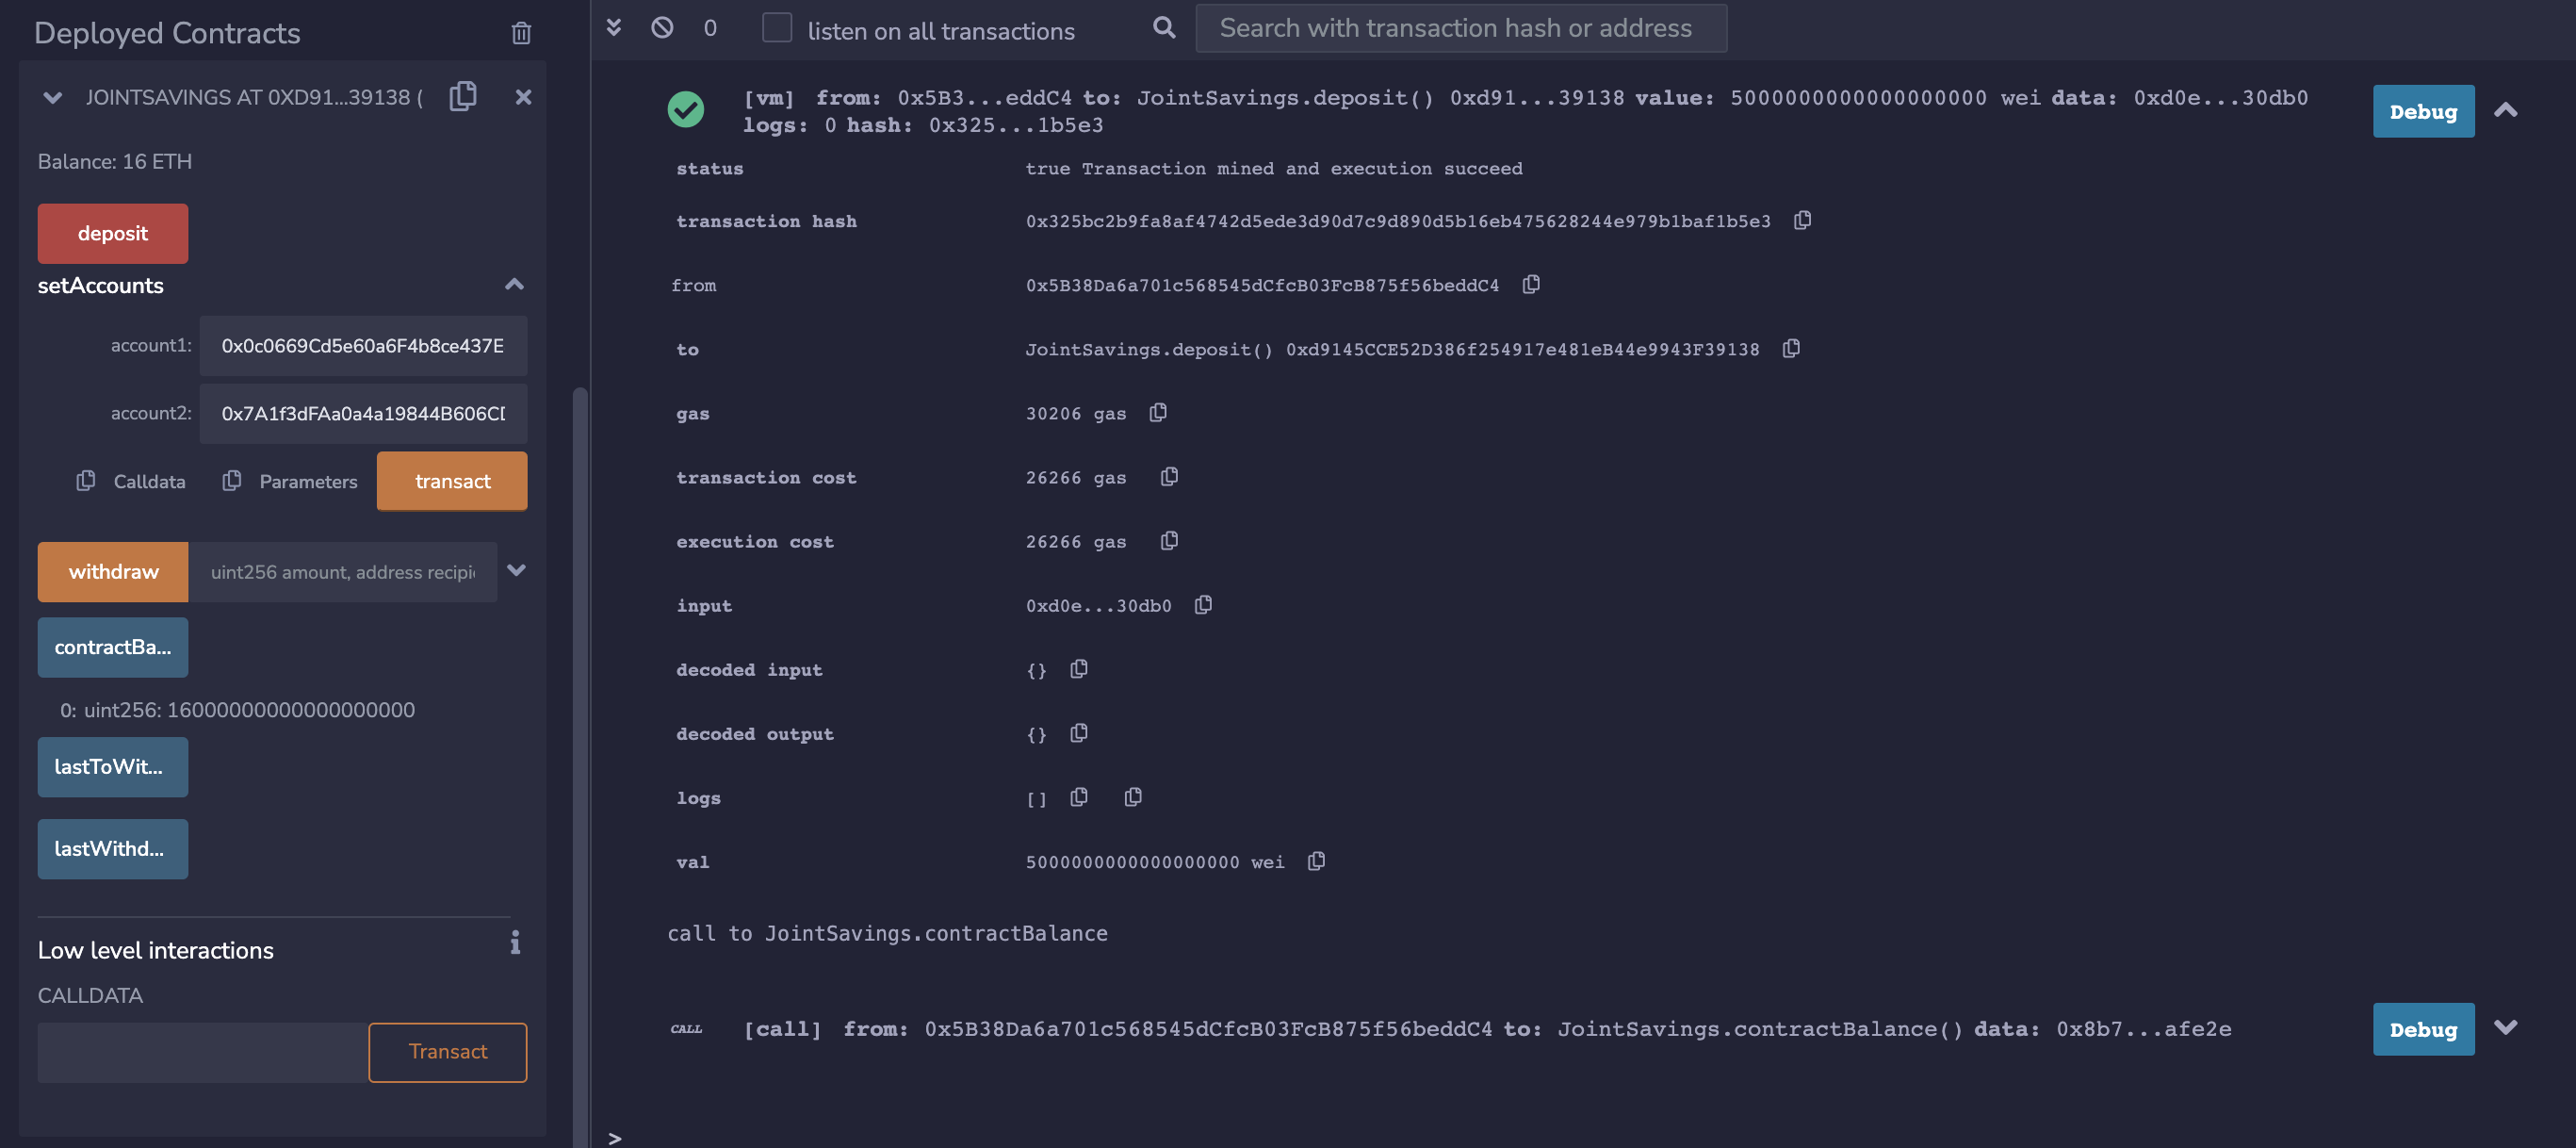 Deployed Contracts
JOINTSAVINGS AT 0XD91...39138 (
Balance: 16 ETH
deposit
setAccounts
account1: 0x0c0669Cd5e60a6F4b8ce437E
account2: 0x7A1f3dFAa0a4a19844B606CD
Calldata Parameters transact
withdraw uint256 amount, address recipi
contractBa...
0: uint256: 16000000000000000000
lastToWit...
lastWithd...
Low level interactions
CALLDATA
Transact
0 listen on all transactions Search with transaction hash or address
[vm] from: 0x5B3...eddC4 to: JointSavings.deposit() 0xd91...39138 value: 5000000000000000000 wei data: 0xd0e...30db0
logs: 0 hash: 0x325...1b5e3
Debug
status true Transaction mined and execution succeed
transaction hash 0x325bc2b9fa8af4742d5ede3d90d7c9d890d5b16eb475628244e979b1baf1b5e3
from 0x5B38Da6a701c568545dCfcB03FcB875f56beddC4
to JointSavings.deposit() 0xd9145CCE52D386f254917e481eB44e9943F39138
gas 30206 gas
transaction cost 26266 gas
execution cost 26266 gas
input 0xd0e...30db0
decoded input {}
decoded output {}
logs []
val 5000000000000000000 wei
call to JointSavings.contractBalance
CALL [call] from: 0x5B38Da6a701c568545dCfcB03FcB875f56beddC4 to: JointSavings.contractBalance() data: 0x8b7...afe2e
Debug
>